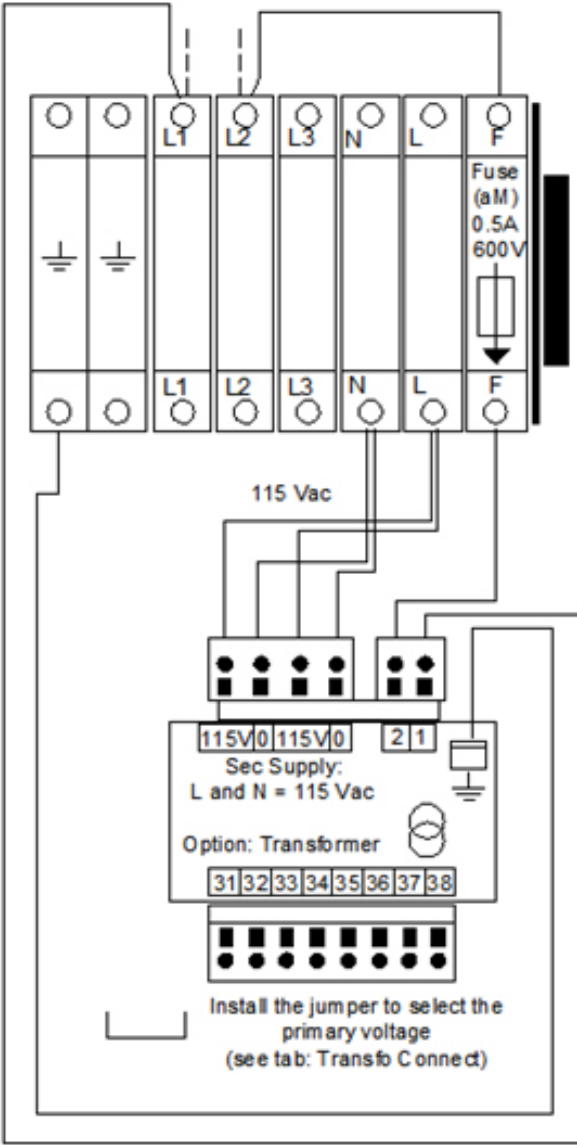 L1 L2 L3 N L F
Fuse
(aM)
0.5A
600V
L1 L2 L3 N L F
115 Vac
115V 0 115V 0 2 1
Sec Supply:
L and N = 115 Vac
Option: Transformer
31 32 33 34 35 36 37 38
Install the jumper to select the
primary voltage
(see tab: Transfo Connect)